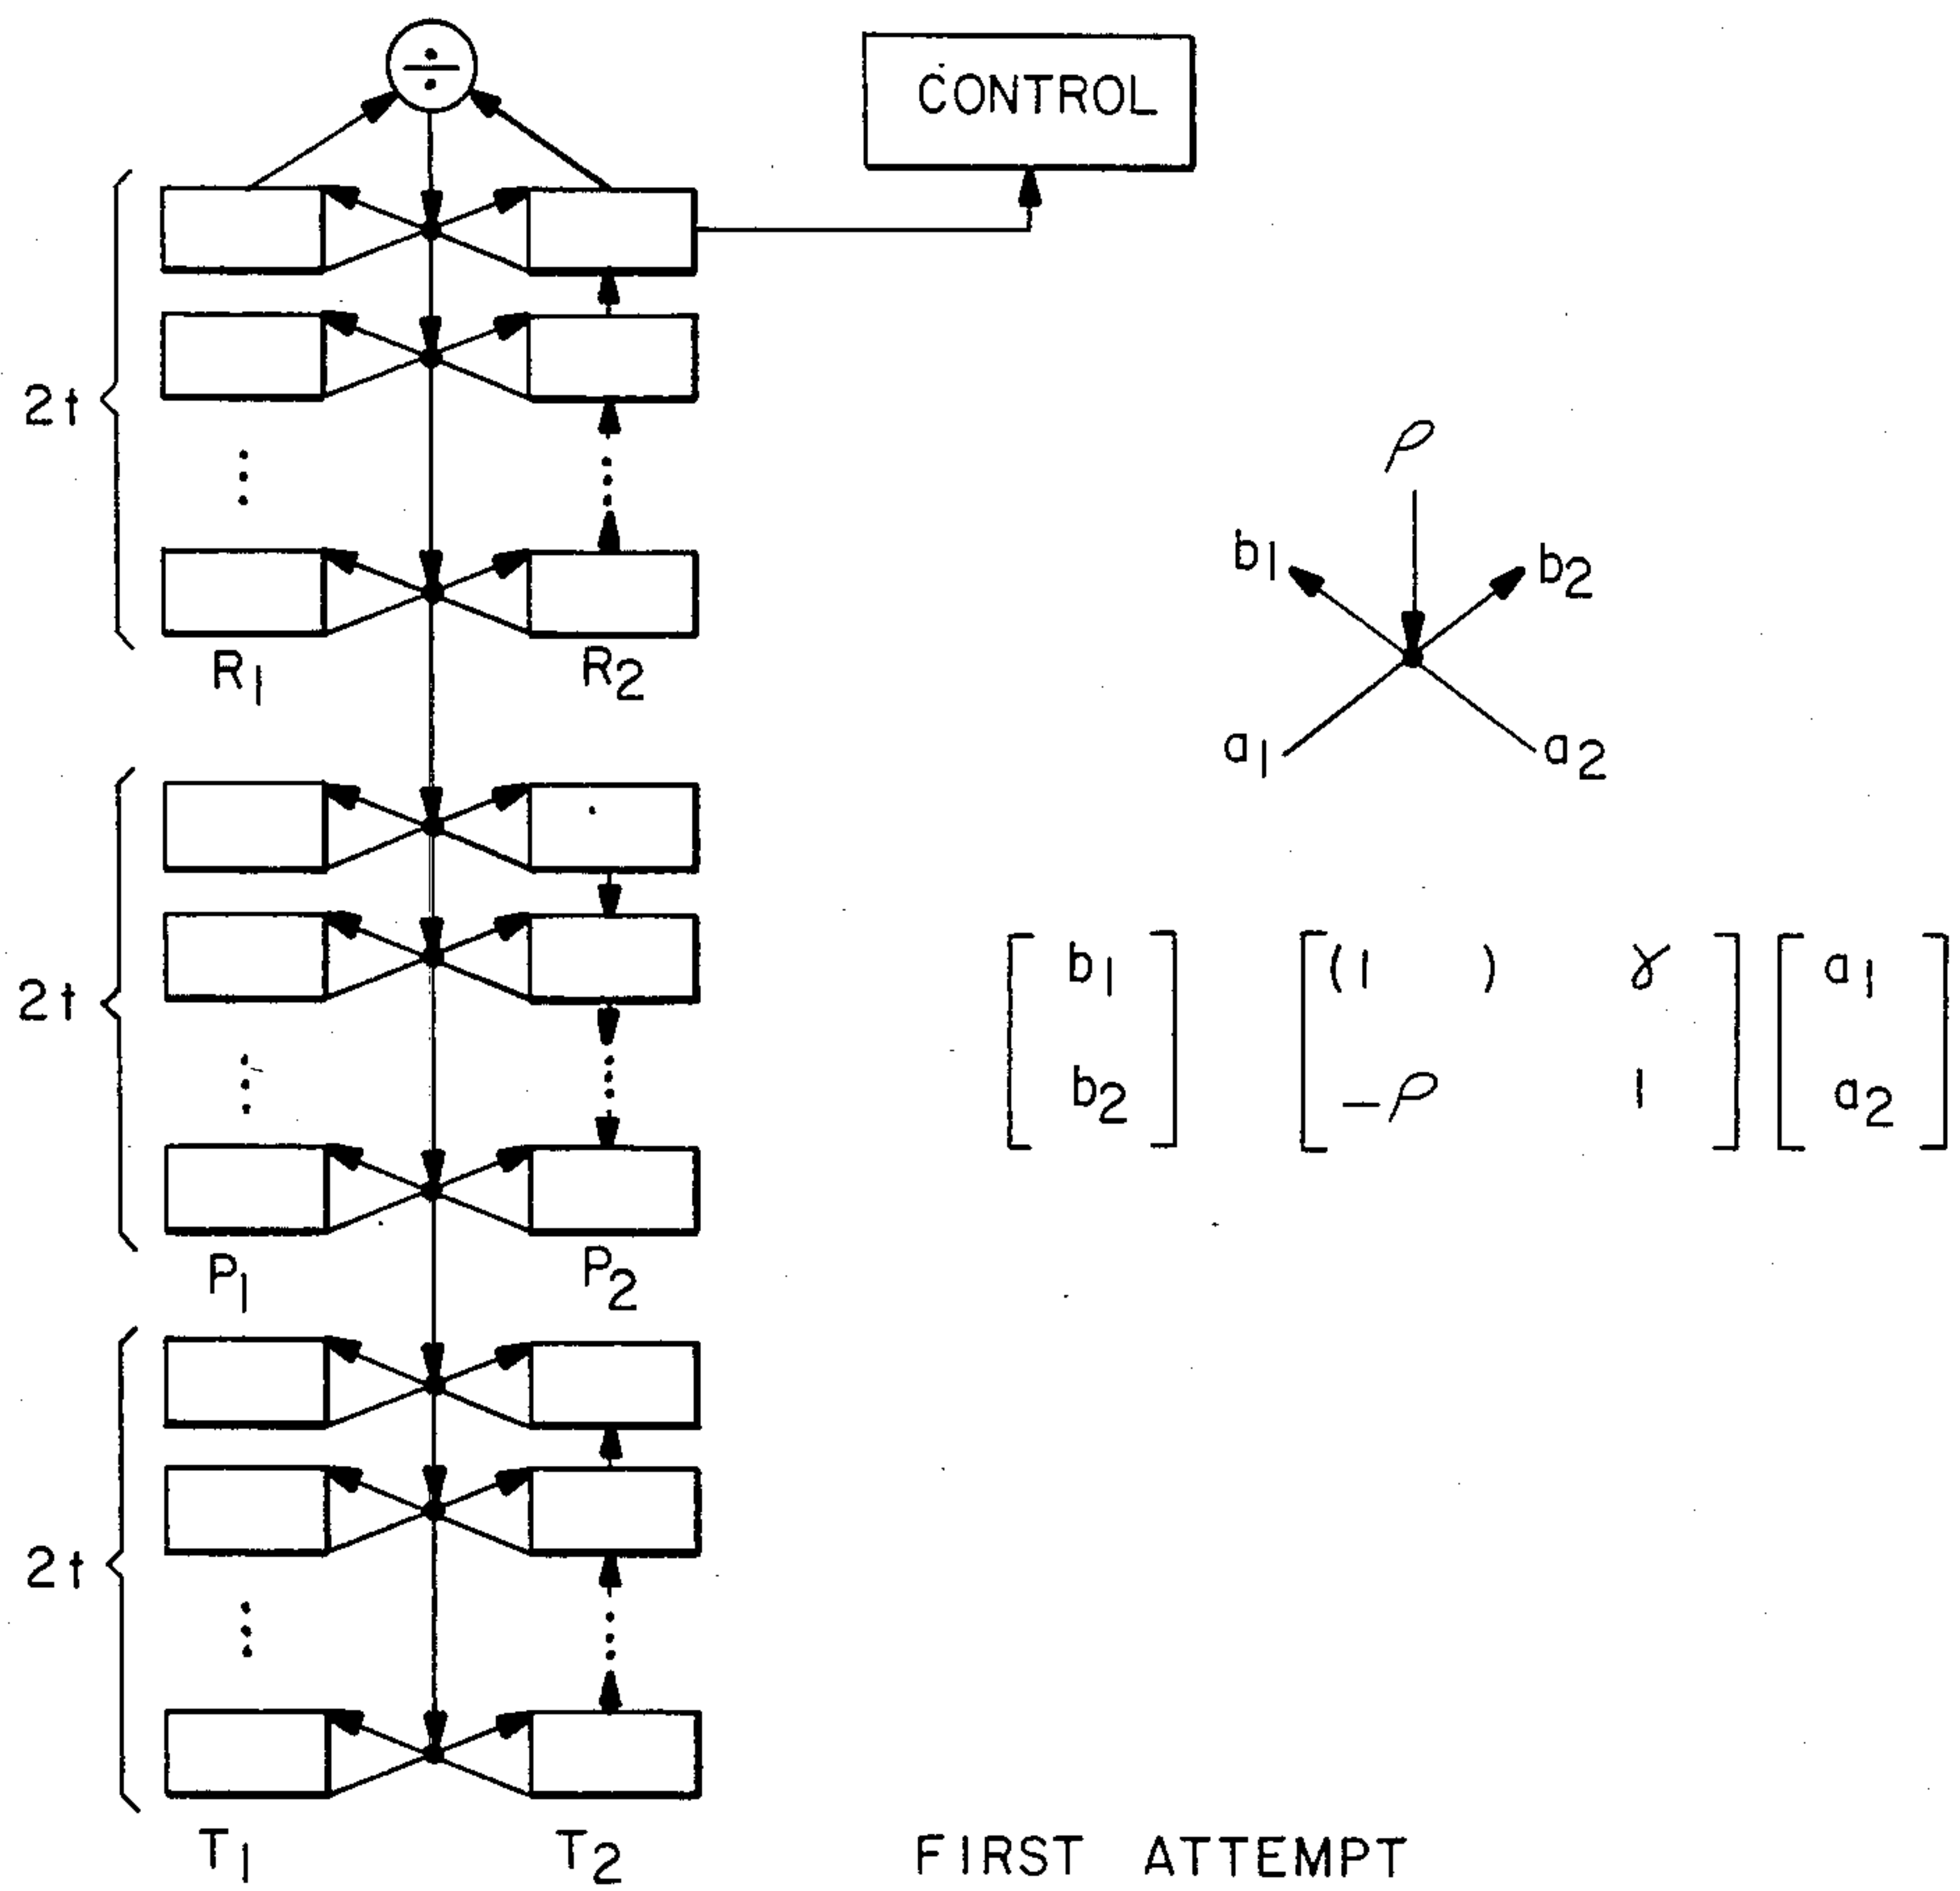 ÷
CONTROL
2t
R1 R2
ρ
b1 b2
a1 a2
2t
[ b1 ] [ (1 ) γ ] [ a1 ]
[ b2 ] [ -ρ 1 ] [ a2 ]
P1 P2
2t
T1 T2
FIRST ATTEMPT